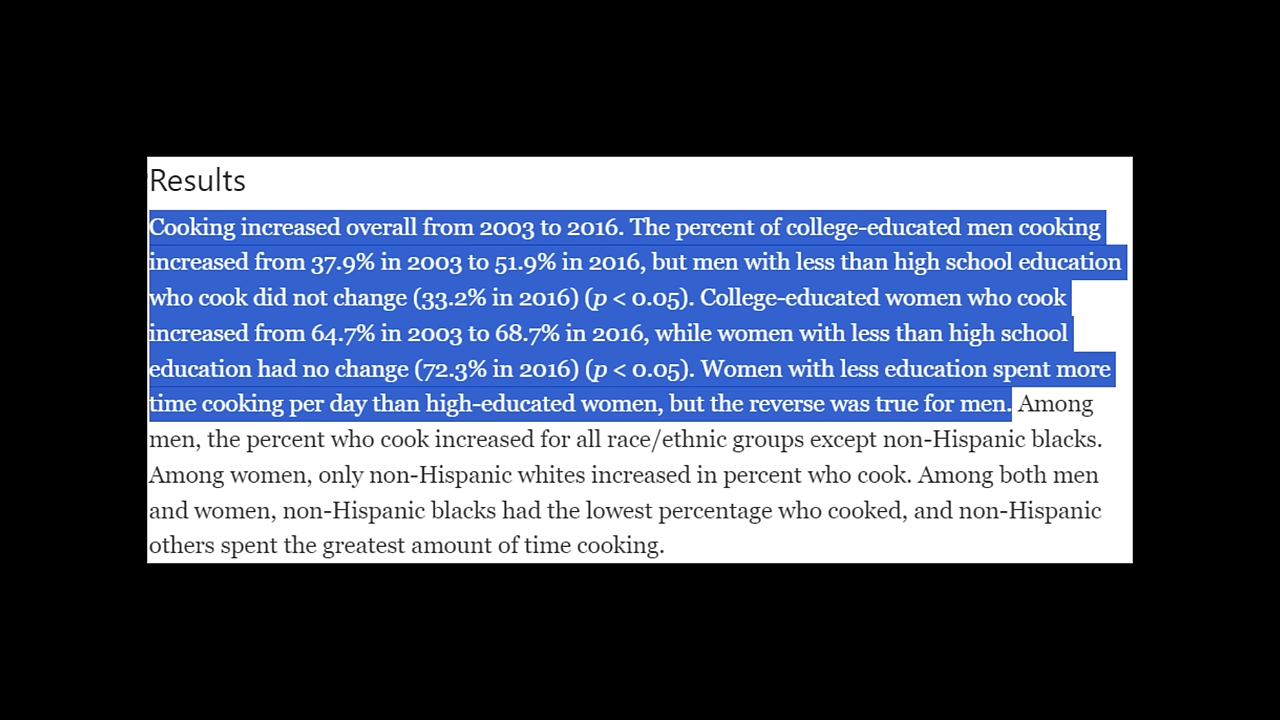 Results
Cooking increased overall from 2003 to 2016. The percent of college-educated men cooking
increased from 37.9% in 2003 to 51.9% in 2016, but men with less than high school education
who cook did not change (33.2% in 2016) (p < 0.05). College-educated women who cook
increased from 64.7% in 2003 to 68.7% in 2016, while women with less than high school
education had no change (72.3% in 2016) (p < 0.05). Women with less education spent more
time cooking per day than high-educated women, but the reverse was true for men. Among
men, the percent who cook increased for all race/ethnic groups except non-Hispanic blacks.
Among women, only non-Hispanic whites increased in percent who cook. Among both men
and women, non-Hispanic blacks had the lowest percentage who cooked, and non-Hispanic
others spent the greatest amount of time cooking.